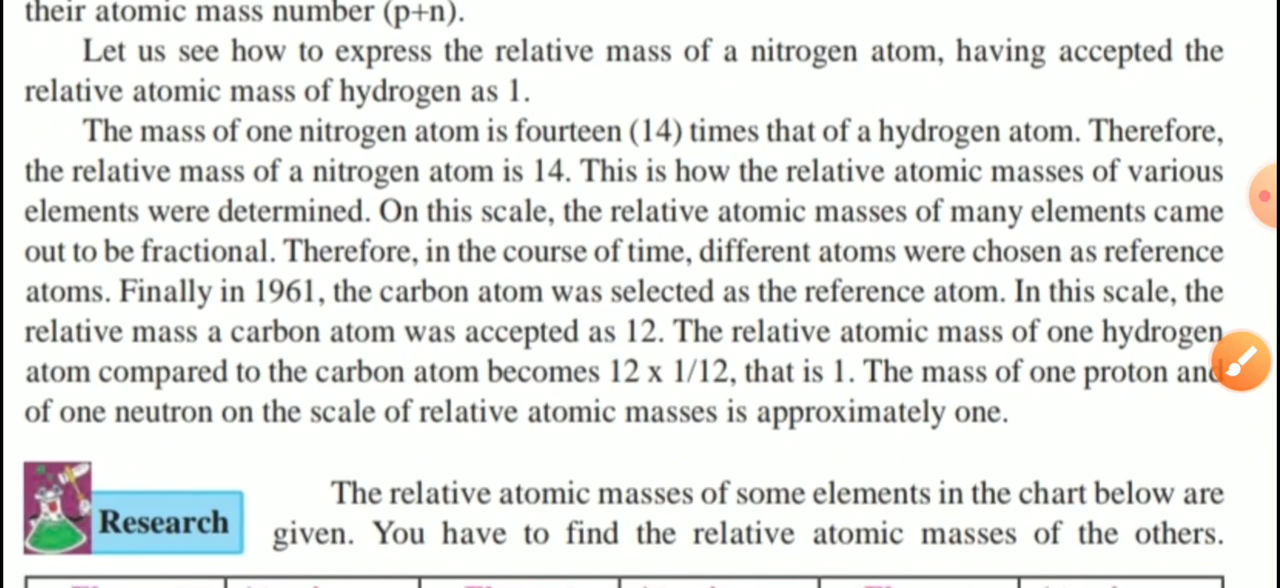 their atomic mass number (p+n).
Let us see how to express the relative mass of a nitrogen atom, having accepted the
relative atomic mass of hydrogen as 1.
The mass of one nitrogen atom is fourteen (14) times that of a hydrogen atom. Therefore,
the relative mass of a nitrogen atom is 14. This is how the relative atomic masses of various
elements were determined. On this scale, the relative atomic masses of many elements came
out to be fractional. Therefore, in the course of time, different atoms were chosen as reference
atoms. Finally in 1961, the carbon atom was selected as the reference atom. In this scale, the
relative mass a carbon atom was accepted as 12. The relative atomic mass of one hydrogen
atom compared to the carbon atom becomes 12 x 1/12, that is 1. The mass of one proton and
of one neutron on the scale of relative atomic masses is approximately one.
Research
The relative atomic masses of some elements in the chart below are
given. You have to find the relative atomic masses of the others.